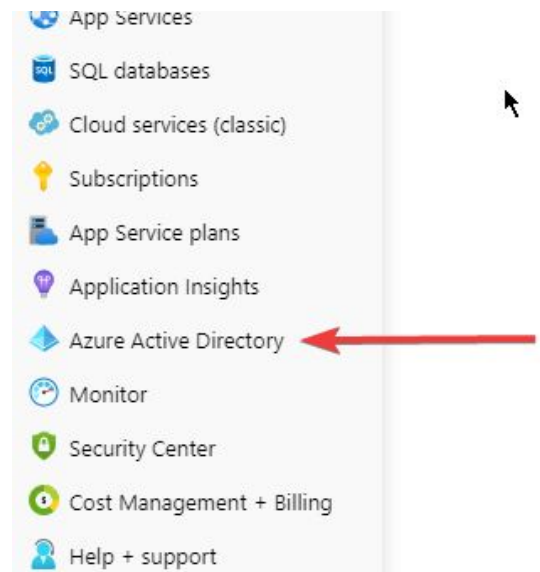 App Services
SQL
SQL databases
Cloud services (classic)
Subscriptions
App Service plans
Application Insights
Azure Active Directory
Monitor
Security Center
$
Cost Management + Billing
Help + support